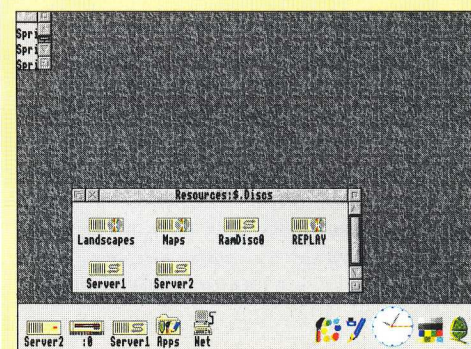 Spri
Spri
Spri
Resources:$.Discs
Landscapes Maps RamDisc0 REPLAY
Server1 Server2
Server2 :0 Server1 Apps Net